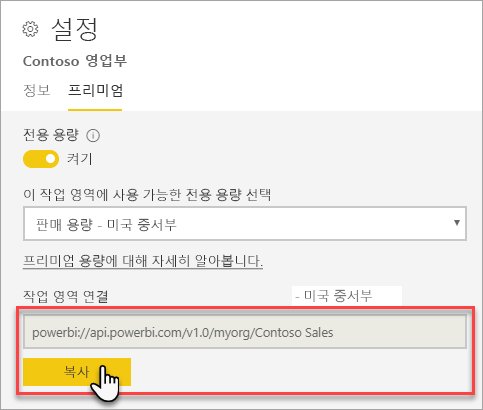 설정
Contoso 영업부
정보 프리미엄
전용 용량
켜기
이 작업 영역에 사용 가능한 전용 용량 선택
판매 용량 - 미국 중서부
프리미엄 용량에 대해 자세히 알아봅니다.
작업 영역 연결 - 미국 중서부
powerbi://api.powerbi.com/v1.0/myorg/Contoso Sales
복사